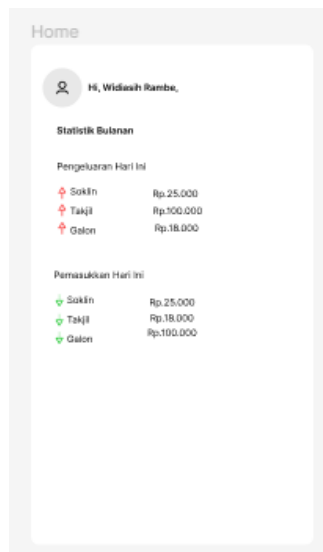 Home
Hi, Widiasih Rambe,
Statistik Bulanan
Pengeluaran Hari Ini
Soklin Rp.25.000
Takjil Rp.100.000
Galon Rp.18.000
Pemasukkan Hari Ini
Soklin Rp.25.000
Takjil Rp.18.000
Galon Rp.100.000